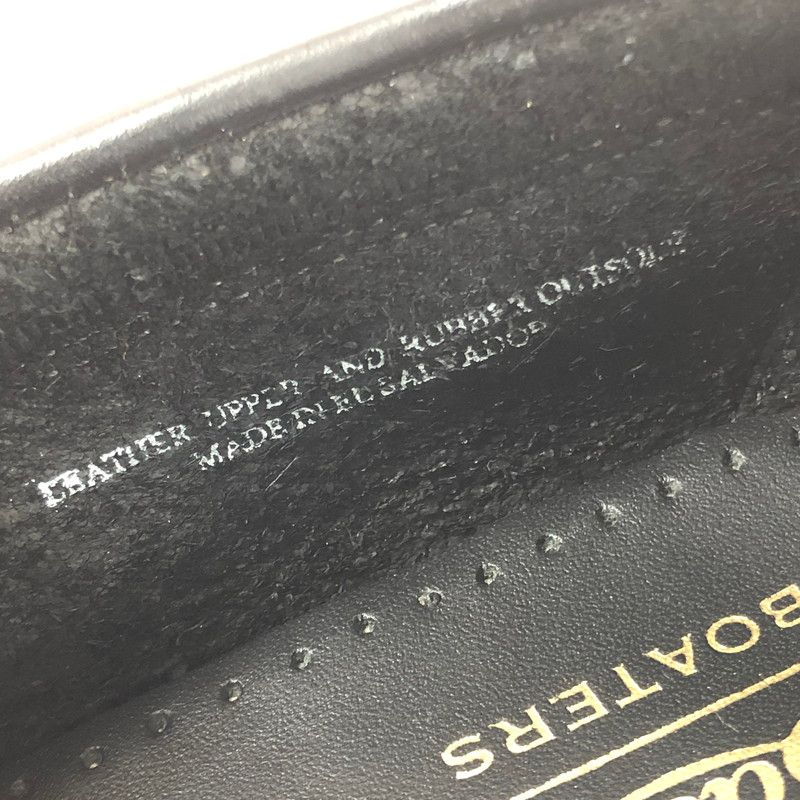 LEATHER UPPER AND RUBBER OUTSOLE
MADE IN EL SALVADOR
BOATERS